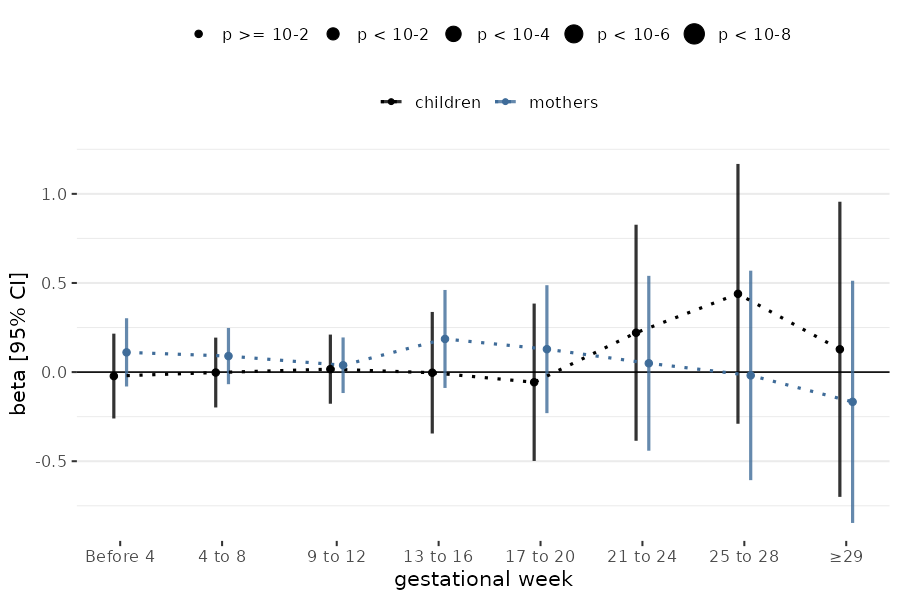 p >= 10-2 p < 10-2 p < 10-4 p < 10-6 p < 10-8
children mothers
1.0
0.5
0.0
-0.5
beta [95% CI]
Before 4 4 to 8 9 to 12 13 to 16 17 to 20 21 to 24 25 to 28 ≥29
gestational week